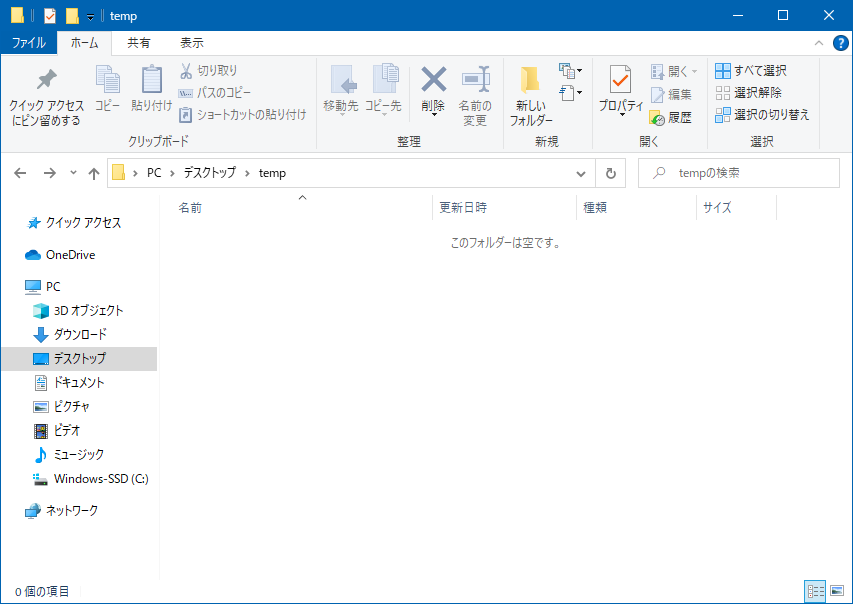 temp
ファイル ホーム 共有 表示
クイック アクセス
にピン留めする
コピー
貼り付け
切り取り
パスのコピー
ショートカットの貼り付け
クリップボード
移動先
コピー先
削除
名前の
変更
整理
新しい
フォルダー
新規
プロパティ
開く
編集
履歴
開く
すべて選択
選択解除
選択の切り替え
選択
PC デスクトップ temp
tempの検索
名前 更新日時 種類 サイズ
このフォルダーは空です。
クイック アクセス
OneDrive
PC
3D オブジェクト
ダウンロード
デスクトップ
ドキュメント
ピクチャ
ビデオ
ミュージック
Windows-SSD (C:)
ネットワーク
0 個の項目